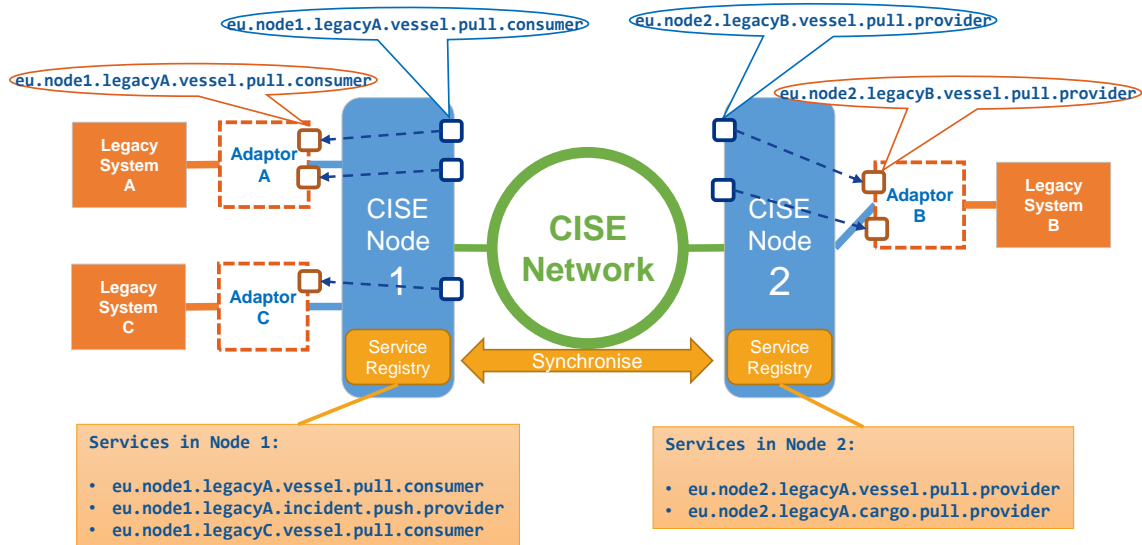 eu.node1.legacyA.vessel.pull.consumer
eu.node2.legacyB.vessel.pull.provider
eu.node1.legacyA.vessel.pull.consumer
eu.node2.legacyB.vessel.pull.provider
Legacy
System
A
Adaptor
A
Legacy
System
C
Adaptor
C
CISE
Node
1
Service
Registry
CISE
Network
Synchronise
CISE
Node
2
Service
Registry
Adaptor
B
Legacy
System
B
Services in Node 1:
• eu.node1.legacyA.vessel.pull.consumer
• eu.node1.legacyA.incident.push.provider
• eu.node1.legacyC.vessel.pull.consumer
Services in Node 2:
• eu.node2.legacyA.vessel.pull.provider
• eu.node2.legacyA.cargo.pull.provider